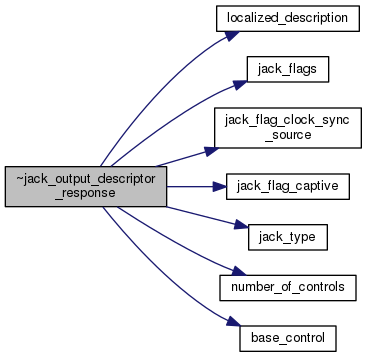 localized_description
jack_flags
jack_flag_clock_sync
_source
~jack_output_descriptor
_response
jack_flag_captive
jack_type
number_of_controls
base_control